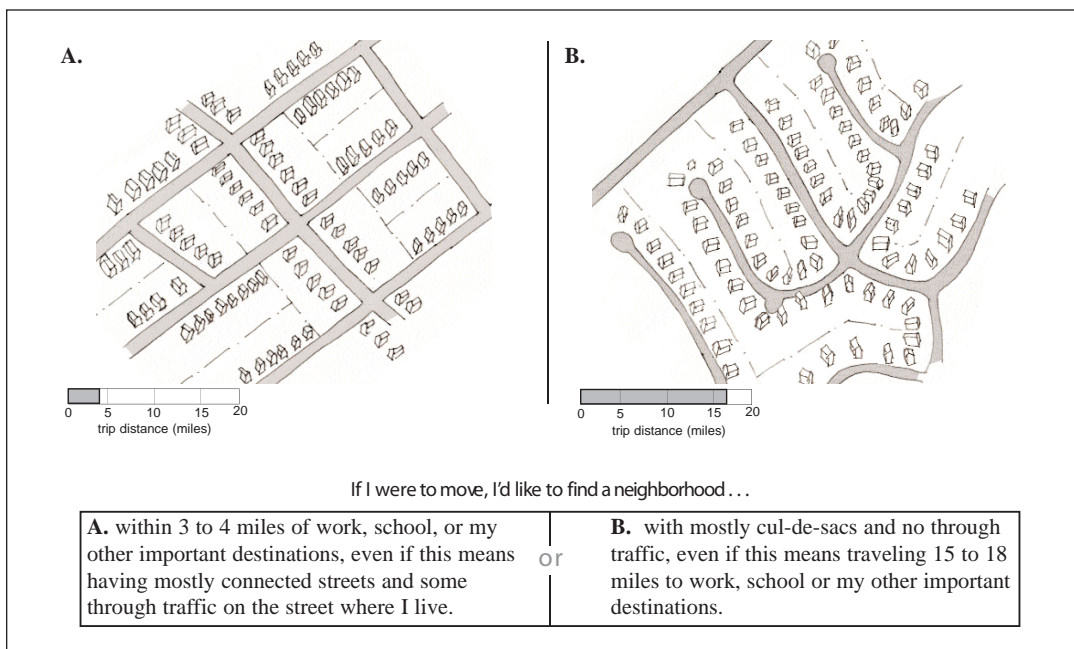 A.
B.
0 5 10 15 20
trip distance (miles)
0 5 10 15 20
trip distance (miles)
If I were to move, I'd like to find a neighborhood . . .
A. within 3 to 4 miles of work, school, or my
other important destinations, even if this means
having mostly connected streets and some
through traffic on the street where I live.
or
B. with mostly cul-de-sacs and no through
traffic, even if this means traveling 15 to 18
miles to work, school or my other important
destinations.